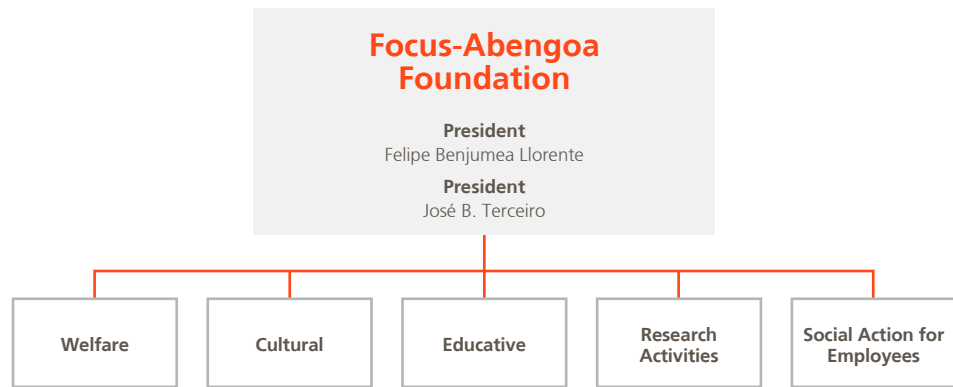 Focus-Abengoa
Foundation
President
Felipe Benjumea Llorente
President
José B. Terceiro
Welfare
Cultural
Educative
Research
Activities
Social Action for
Employees